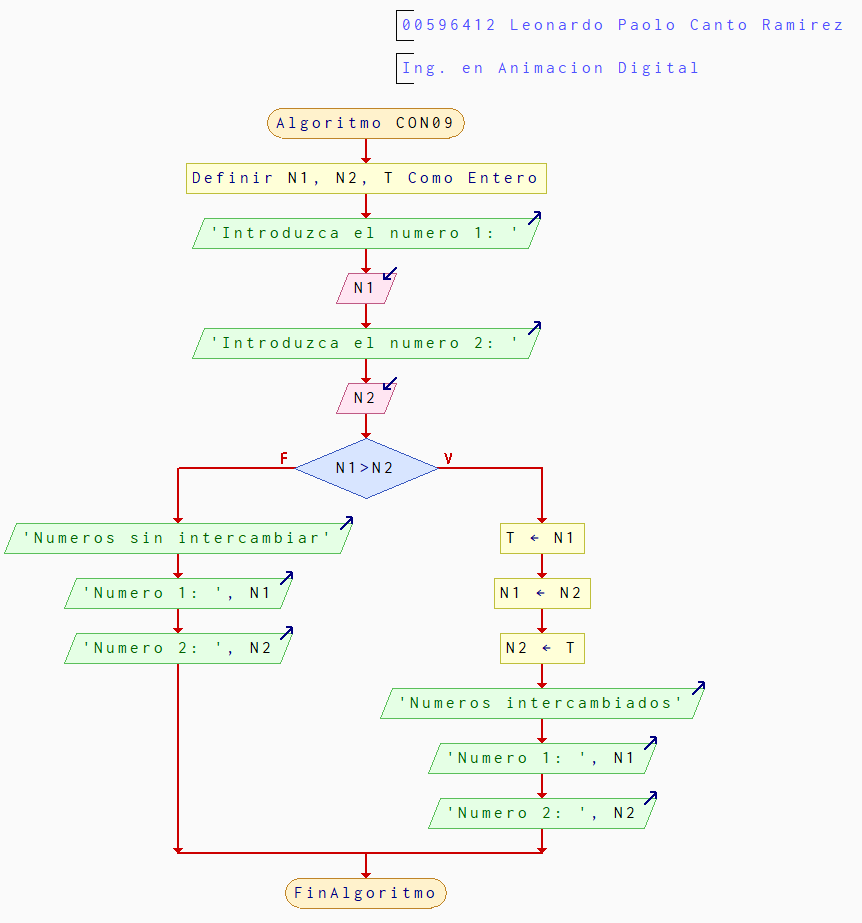 00596412 Leonardo Paolo Canto Ramirez
Ing. en Animacion Digital
Algoritmo CON09
Definir N1, N2, T Como Entero
'Introduzca el numero 1: '
N1
'Introduzca el numero 2: '
N2
F
N1>N2
V
'Numeros sin intercambiar'
'Numero 1: ', N1
'Numero 2: ', N2
T ← N1
N1 ← N2
N2 ← T
'Numeros intercambiados'
'Numero 1: ', N1
'Numero 2: ', N2
FinAlgoritmo